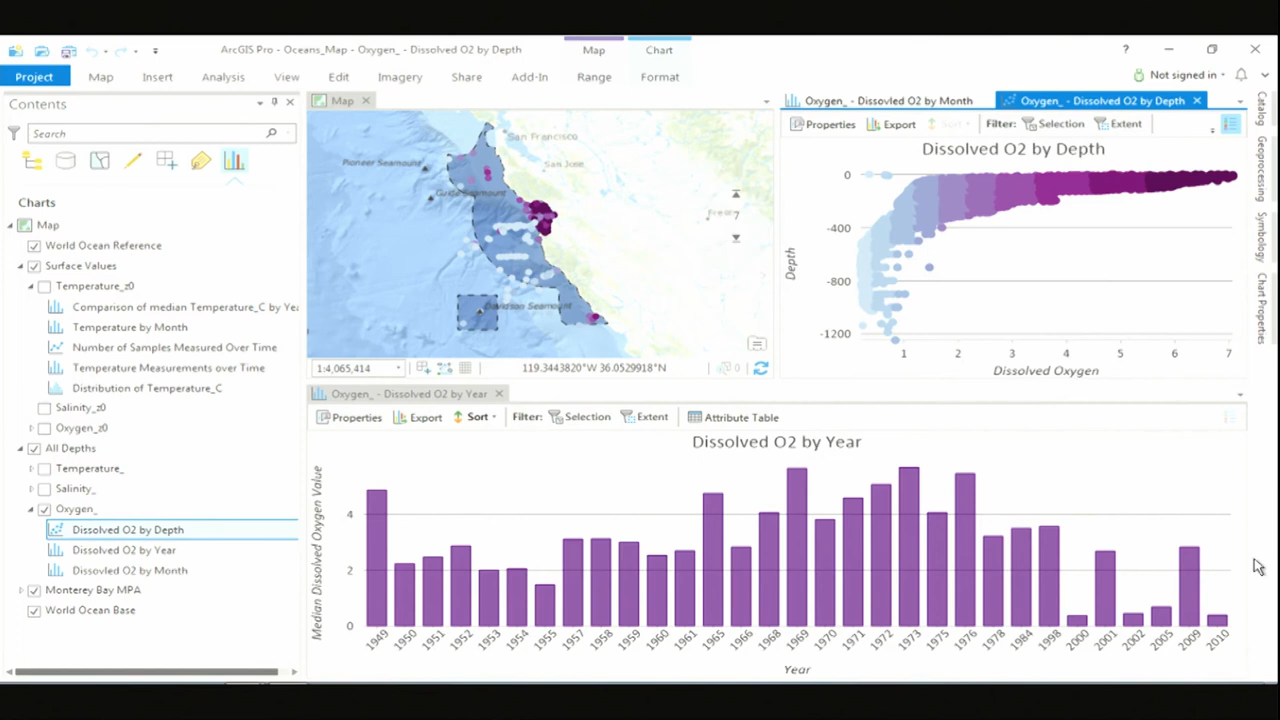 ArcGIS Pro - Oceans_Map - Oxygen_ - Dissolved O2 by Depth
Map
Chart
?
Project
Map
Insert
Analysis
View
Edit
Imagery
Share
Add-In
Range
Format
Not signed in
Contents
Search
Charts
Map
World Ocean Reference
Surface Values
Temperature_z0
Comparison of median Temperature_C by Yea
Temperature by Month
Number of Samples Measured Over Time
Temperature Measurements over Time
Distribution of Temperature_C
Salinity_z0
Oxygen_z0
All Depths
Temperature_
Salinity_
Oxygen_
Dissolved O2 by Depth
Dissolved O2 by Year
Dissovled O2 by Month
Monterey Bay MPA
World Ocean Base
Map
San Francisco
San Jose
Pioneer Seamount
Guide Seamount
Davidson Seamount
1:4,065,414
119.3443820°W 36.0529918°N
0
Oxygen_ - Dissovled O2 by Month
Oxygen_ - Dissolved O2 by Depth
Properties
Export
Sort
Filter:
Selection
Extent
Dissolved O2 by Depth
0
-400
-800
-1200
Depth
1 2 3 4 5 6 7
Dissolved Oxygen
Catalog
Geoprocessing
Symbology
Chart Properties
Oxygen_ - Dissolved O2 by Year
Properties
Export
Sort
Filter:
Selection
Extent
Attribute Table
Dissolved O2 by Year
Median Dissolved Oxygen Value
4
2
0
1949 1950 1951 1952 1953 1954 1955 1957 1958 1959 1960 1961 1965 1966 1968 1969 1970 1971 1972 1973 1975 1976 1978 1984 1998 2000 2001 2002 2005 2009 2010
Year